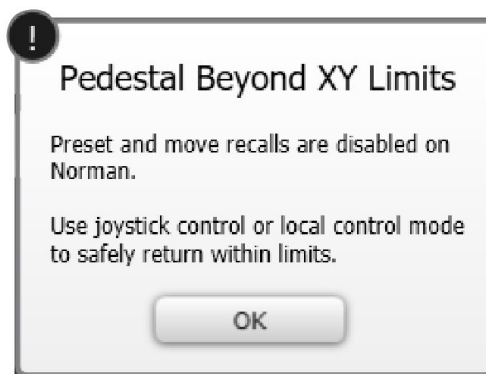 !
Pedestal Beyond XY Limits
Preset and move recalls are disabled on
Norman.
Use joystick control or local control mode
to safely return within limits.
OK